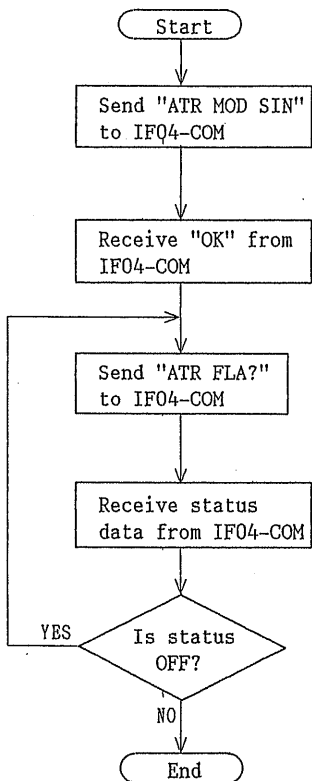 Start
Send "ATR MOD SIN"
to IF04-COM
Receive "OK" from
IF04-COM
Send "ATR FLA?"
to IF04-COM
Receive status
data from IF04-COM
YES
Is status
OFF?
NO
End